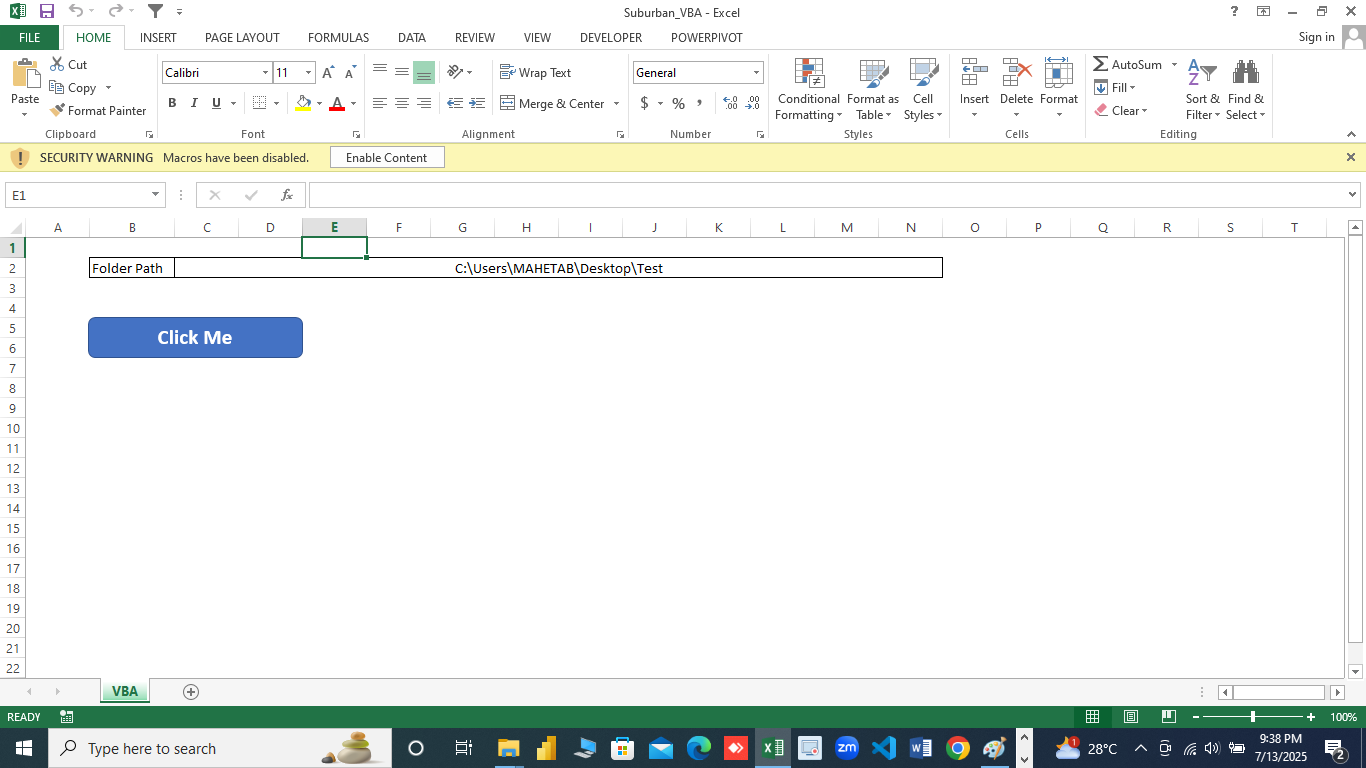 Suburban_VBA - Excel
?
FILE HOME INSERT PAGE LAYOUT FORMULAS DATA REVIEW VIEW DEVELOPER POWERPIVOT Sign in
Paste Cut Copy Format Painter
Clipboard
Calibri 11 A A
B I U A
Font
Wrap Text
Merge & Center
Alignment
General
$ % ,
Number
Conditional Formatting Format as Table Cell Styles
Styles
Insert Delete Format
Cells
AutoSum
Fill
Clear
Sort & Filter Find & Select
Editing
SECURITY WARNING Macros have been disabled. Enable Content
E1 fx
A B C D E F G H I J K L M N O P Q R S T
1
2 Folder Path C:\Users\MAHETAB\Desktop\Test
3
4
5 Click Me
6
7
8
9
10
11
12
13
14
15
16
17
18
19
20
21
22
VBA
READY 100%
Type here to search
zm
1
28°C
9:38 PM
7/13/2025
2